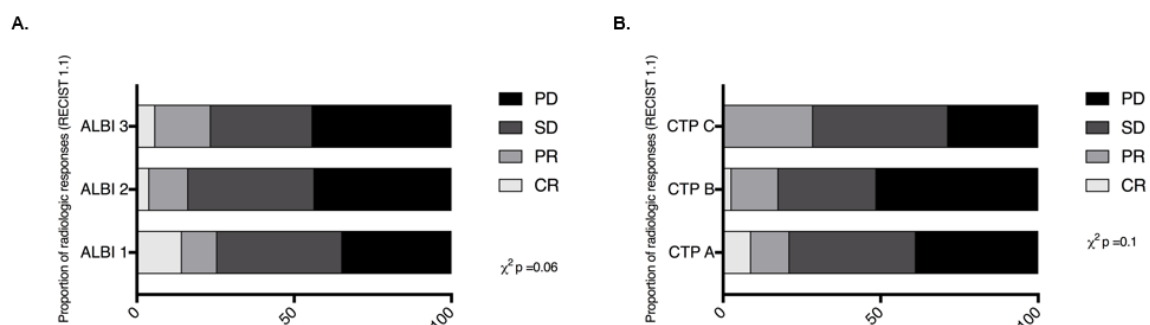 A.
Proportion of radiologic responses (RECIST 1.1)
ALBI 3
ALBI 2
ALBI 1
0
50
100
PD
SD
PR
CR
χ² p =0.06
B.
Proportion of radiologic responses (RECIST 1.1)
CTP C
CTP B
CTP A
0
50
100
PD
SD
PR
CR
χ² p =0.1